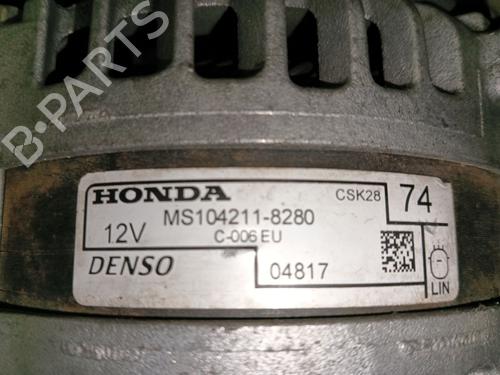 B-PARTS
HONDA
CSK28
74
12V
MS104211-8280
C-006 EU
DENSO
04817
LIN